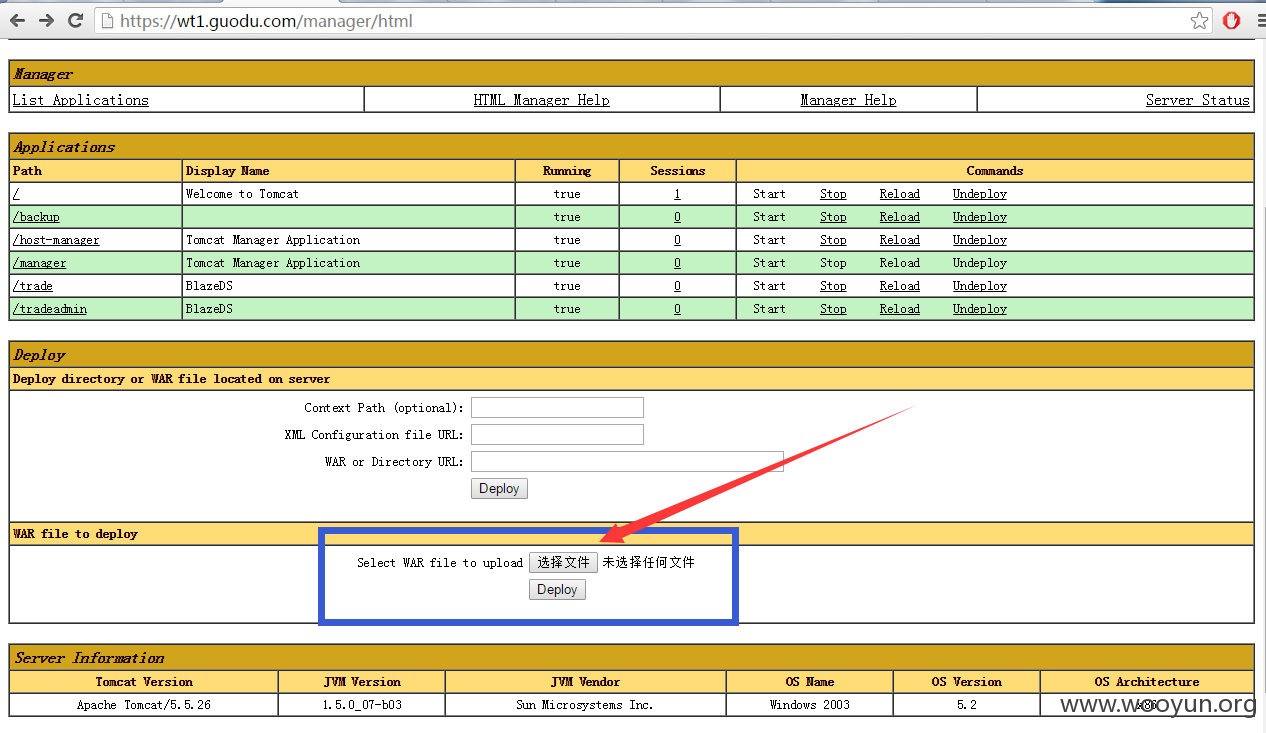 https://wt1.guodu.com/manager/html
Manager
List Applications HTML Manager Help Manager Help Server Status
Applications
Path Display Name Running Sessions Commands
/ Welcome to Tomcat true 1 Start Stop Reload Undeploy
/backup true 0 Start Stop Reload Undeploy
/host-manager Tomcat Manager Application true 0 Start Stop Reload Undeploy
/manager Tomcat Manager Application true 0 Start Stop Reload Undeploy
/trade BlazeDS true 0 Start Stop Reload Undeploy
/tradeadmin BlazeDS true 0 Start Stop Reload Undeploy
Deploy
Deploy directory or WAR file located on server
Context Path (optional):
XML Configuration file URL:
WAR or Directory URL:
Deploy
WAR file to deploy
Select WAR file to upload 选择文件 未选择任何文件
Deploy
Server Information
Tomcat Version JVM Version JVM Vendor OS Name OS Version OS Architecture
Apache Tomcat/5.5.26 1.5.0_07-b03 Sun Microsystems Inc. Windows 2003 5.2 x86
www.wooyun.org